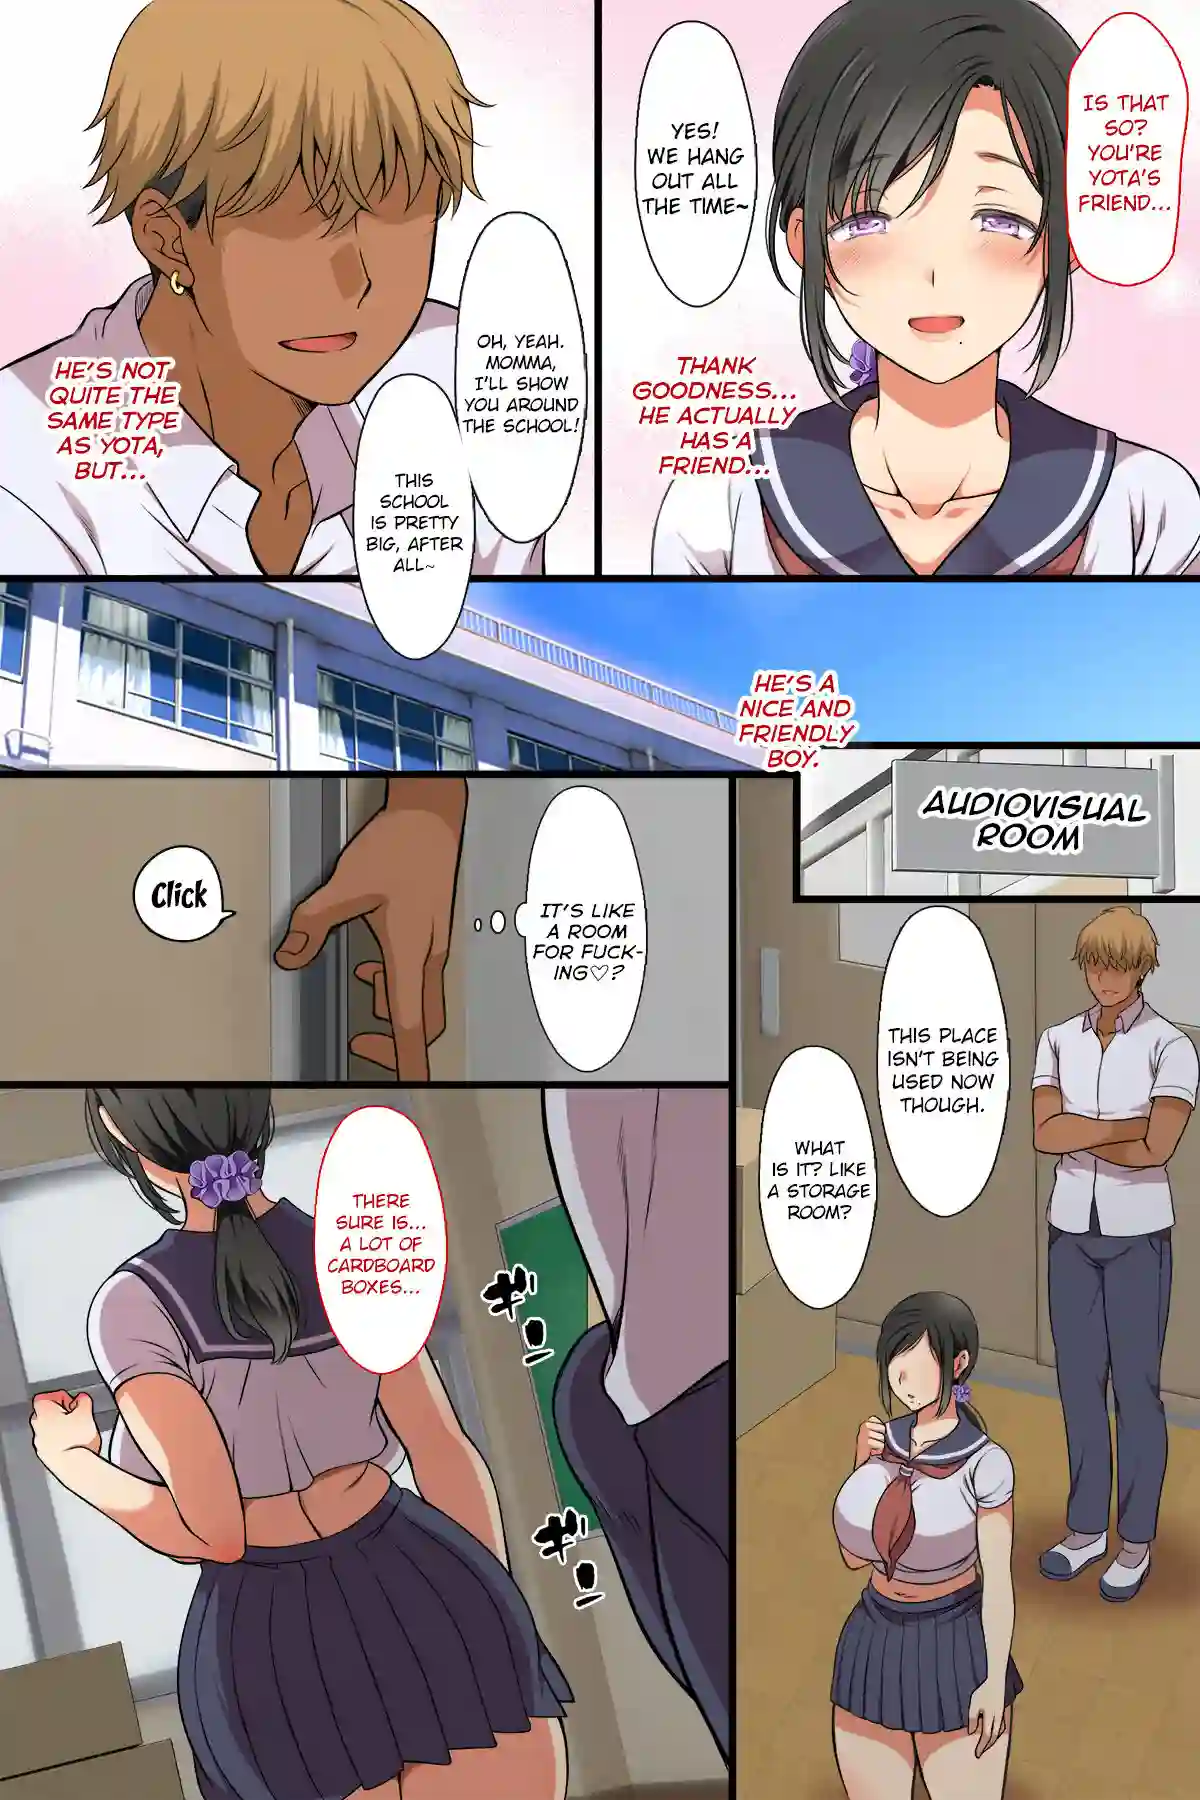 IS THAT
SO?
YOU'RE
YOTA'S
FRIEND...
YES!
WE HANG
OUT ALL
THE TIME~
THANK
GOODNESS...
HE ACTUALLY
HAS A
FRIEND...
OH, YEAH.
MOMMA,
I'LL SHOW
YOU AROUND
THE SCHOOL!
THIS
SCHOOL
IS PRETTY
BIG, AFTER
ALL~
HE'S NOT
QUITE THE
SAME TYPE
AS YOTA,
BUT...
HE'S A
NICE AND
FRIENDLY
BOY.
AUDIOVISUAL
ROOM
THIS PLACE
ISN'T BEING
USED NOW
THOUGH.
WHAT
IS IT? LIKE
A STORAGE
ROOM?
IT'S LIKE
A ROOM
FOR FUCK-
ING♡?
Click
THERE
SURE IS...
A LOT OF
CARDBOARD
BOXES...
ギ"!!
ギ"!!